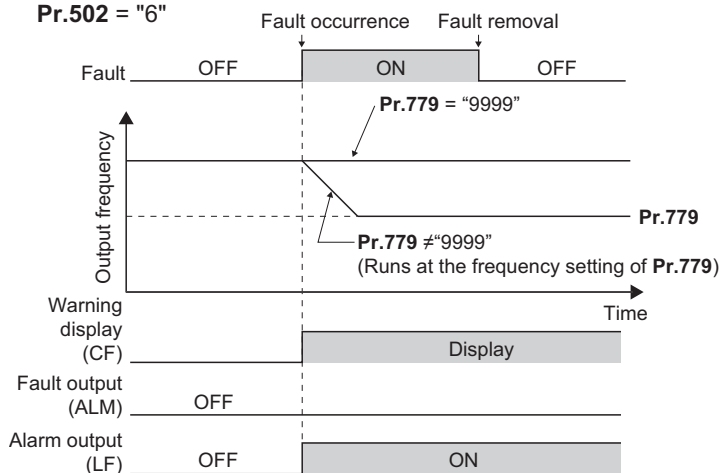 Pr.502 = "6"
Fault occurrence
Fault removal
Fault
OFF
ON
OFF
Pr.779 = “9999”
Output frequency
Pr.779
Pr.779 ≠“9999”
(Runs at the frequency setting of Pr.779)
Time
Warning
display
(CF)
Display
Fault output
(ALM)
OFF
Alarm output
(LF)
OFF
ON